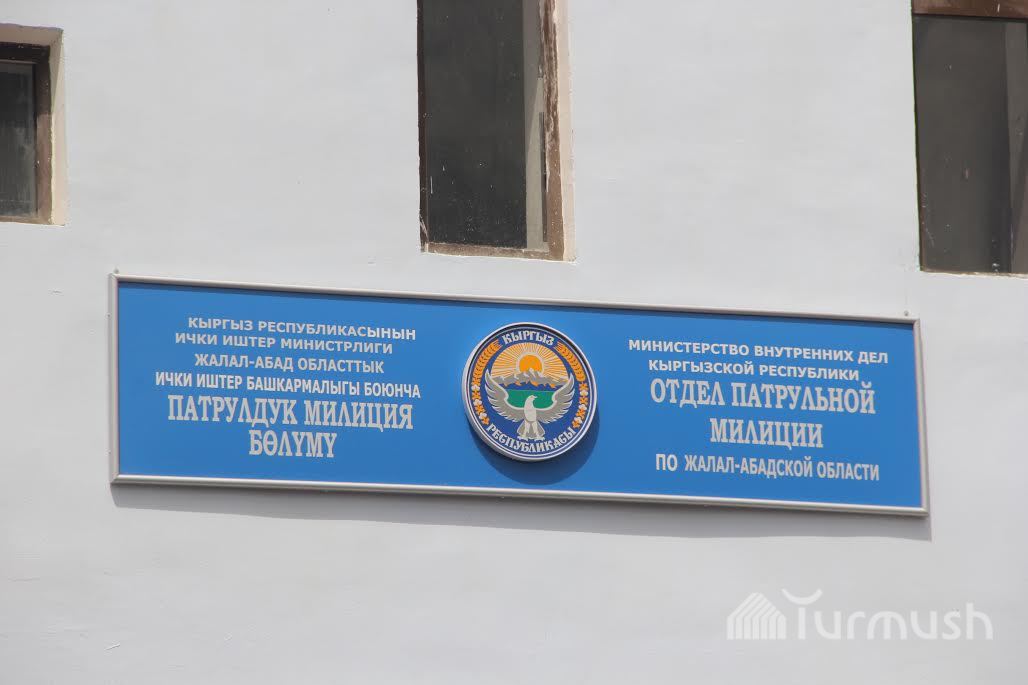 КЫРГЫЗ РЕСПУБЛИКАСЫНЫН
ИЧКИ ИШТЕР МИНИСТРЛИГИ
ЖАЛАЛ-АБАД ОБЛАСТТЫК
ИЧКИ ИШТЕР БАШКАРМАЛЫГЫ БОЮНЧА
ПАТРУЛДУК МИЛИЦИЯ
БӨЛҮМҮ
КЫРГЫЗ
РЕСПУБЛИКАСЫ
МИНИСТЕРСТВО ВНУТРЕННИХ ДЕЛ
КЫРГЫЗСКОЙ РЕСПУБЛИКИ
ОТДЕЛ ПАТРУЛЬНОЙ
МИЛИЦИИ
ПО ЖАЛАЛ-АБАДСКОЙ ОБЛАСТИ
Turmush